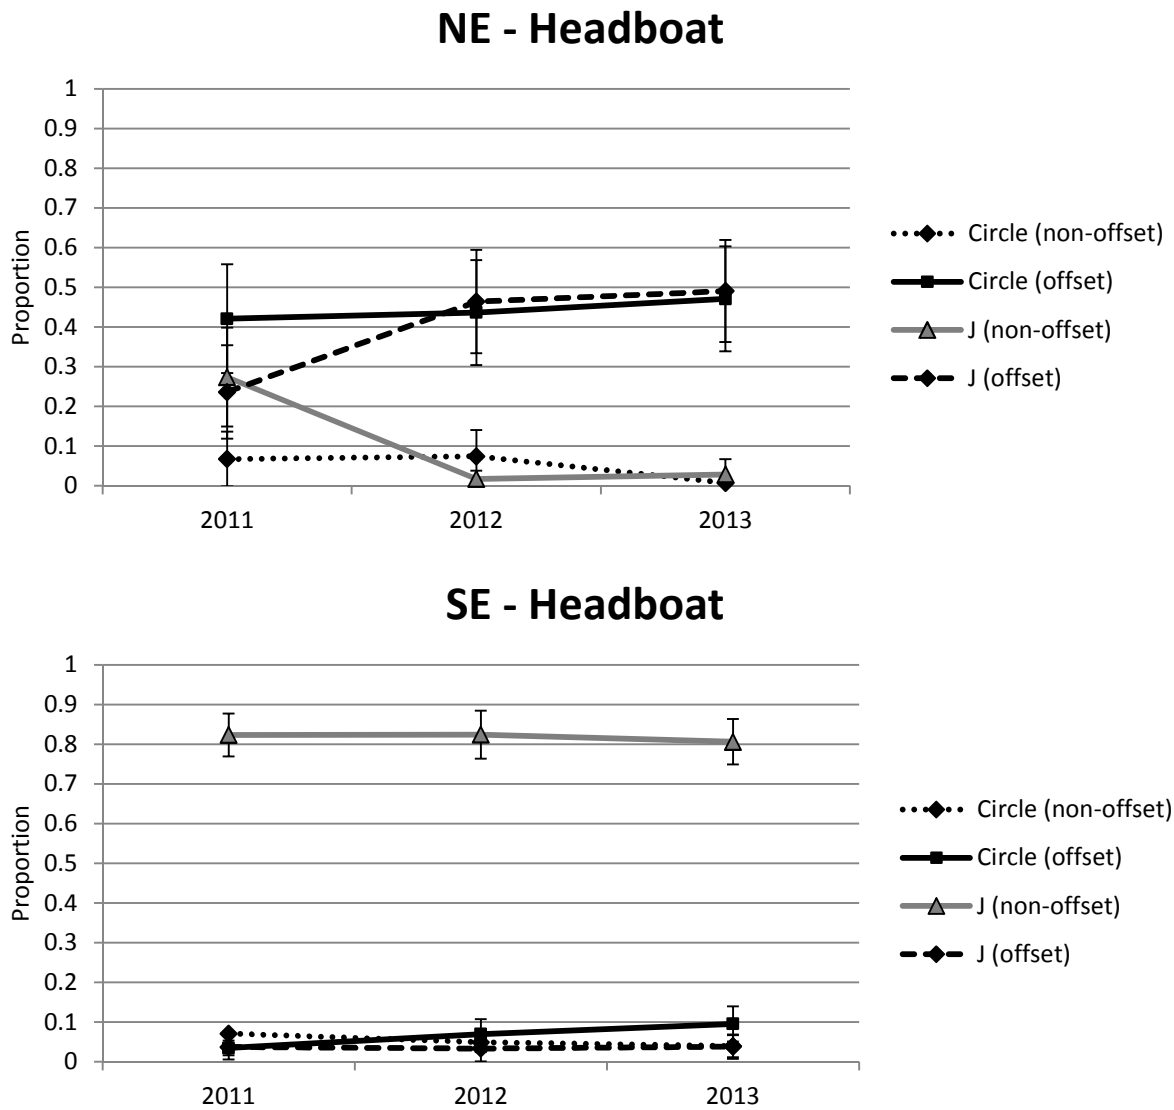 NE - Headboat
1
0.9
0.8
0.7
0.6
0.5
0.4
0.3
0.2
0.1
0
Proportion
2011
2012
2013
Circle (non-offset)
Circle (offset)
J (non-offset)
J (offset)
SE - Headboat
1
0.9
0.8
0.7
0.6
0.5
0.4
0.3
0.2
0.1
0
Proportion
2011
2012
2013
Circle (non-offset)
Circle (offset)
J (non-offset)
J (offset)